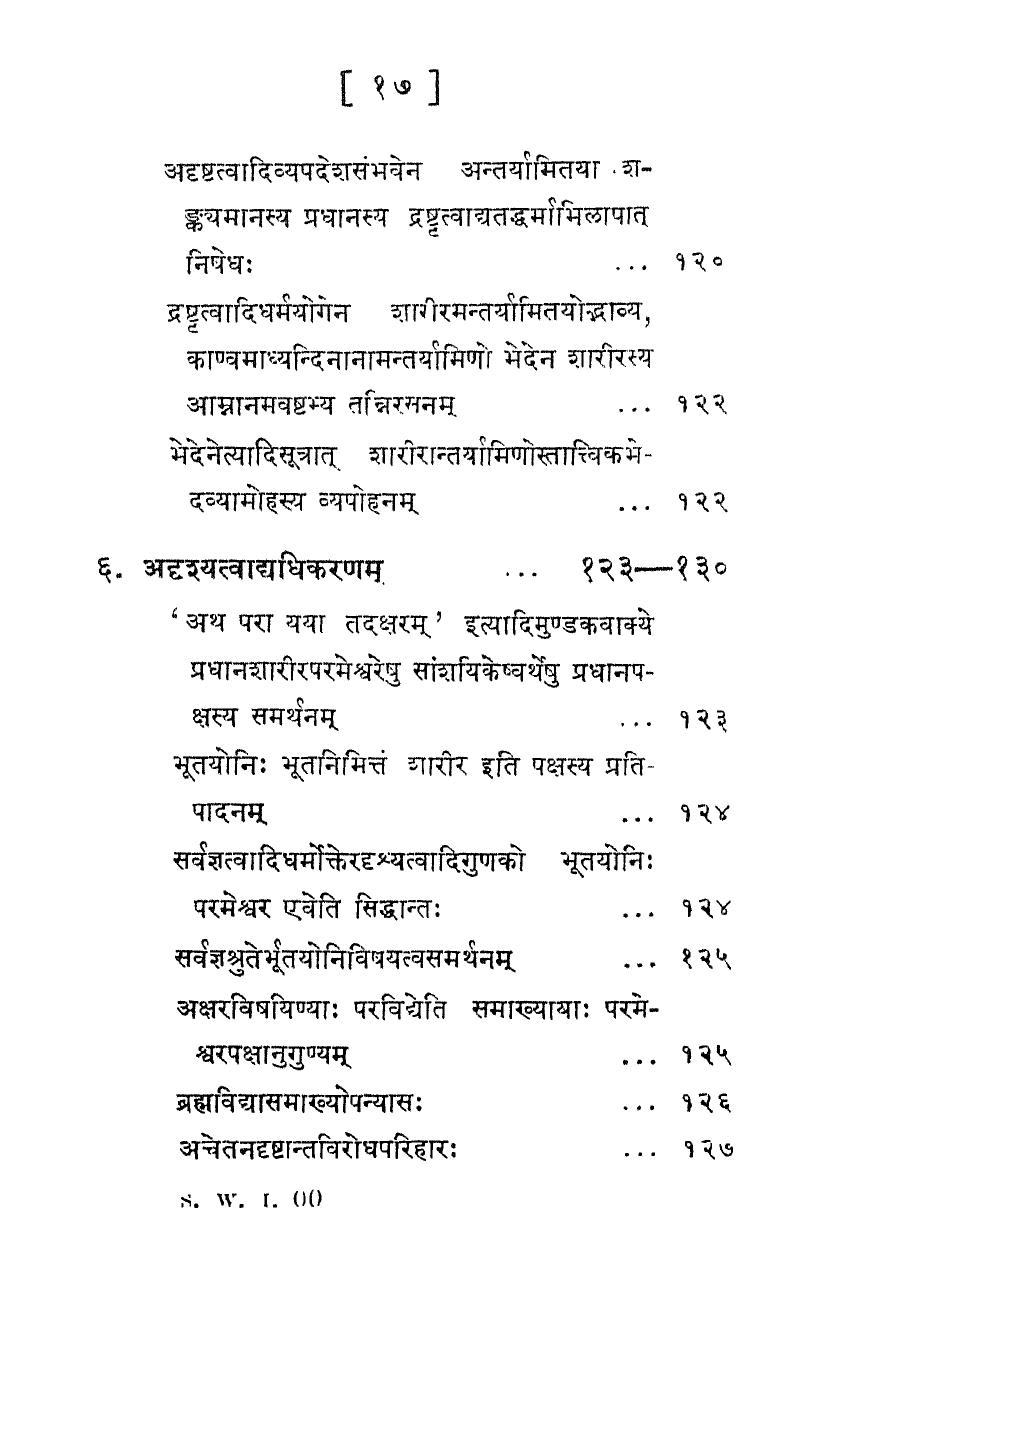 [ १७ ]
अदृष्टत्वादिव्यपदेशसंभवेन अन्तर्यामितया श-
ङ्क्यमानस्य प्रधानस्य द्रष्टृत्वाद्यतद्धर्माभिलापात्
निषेधः ... १२०
द्रष्टृत्वादिधर्मयोगेन शारीरमन्तर्यामितयोद्भाव्य,
काण्वमाध्यन्दिनानामन्तर्यामिणो भेदेन शारीरस्य
आम्नानमवष्टभ्य तन्निरसनम् ... १२२
भेदेनेत्यादिसूत्रात् शारीरान्तर्यामिणोस्तात्त्विकभे-
दव्यामोहस्य व्यपोहनम् ... १२२
६. अदृश्यत्वाद्यधिकरणम् ... १२३—१३०
‘अथ परा यया तदक्षरम्’ इत्यादिमुण्डकवाक्ये
प्रधानशारीरपरमेश्वरेषु सांशयिकेष्वर्थेषु प्रधानप-
क्षस्य समर्थनम् ... १२३
भूतयोनिः भूतनिमित्तं शारीर इति पक्षस्य प्रति-
पादनम् ... १२४
सर्वज्ञत्वादिधर्मोक्तेरदृश्यत्वादिगुणको भूतयोनिः
परमेश्वर एवेति सिद्धान्तः ... १२४
सर्वज्ञश्रुतेर्भूतयोनिविषयत्वसमर्थनम् ... १२५
अक्षरविषयिण्याः परविद्येति समाख्यायाः परमे-
श्वरपक्षानुगुण्यम् ... १२५
ब्रह्मविद्यासमाख्योपन्यासः ... १२६
अचेतनदृष्टान्तविरोधपरिहारः ... १२७
S. W. I. 00